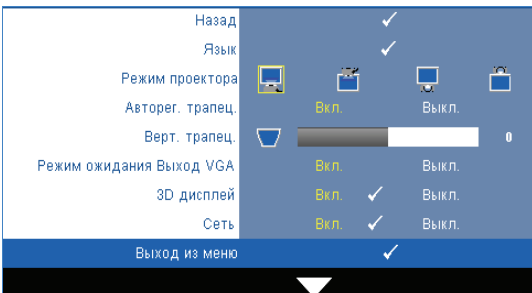 Назад
Язык
Режим проектора
Авторег. трапец. Вкл. Выкл.
Верт. трапец. 0
Режим ожидания Выход VGA Вкл. Выкл.
3D дисплей Вкл. Выкл.
Сеть Вкл. Выкл.
Выход из меню